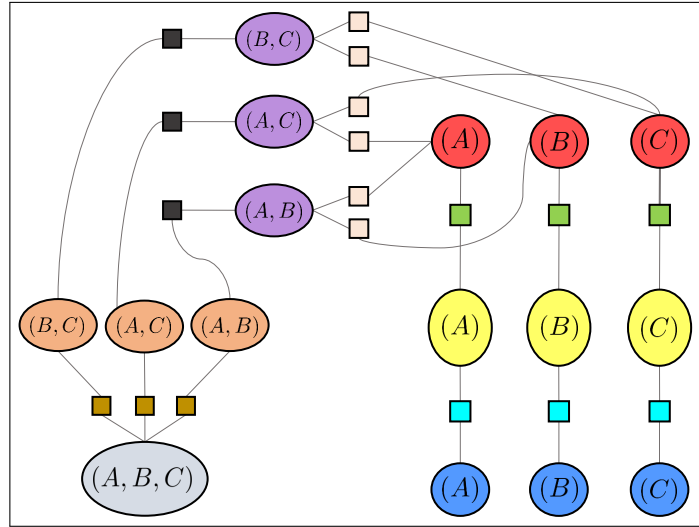 (B, C)
(A, C)
(A) (B) (C)
(A, B)
(B, C) (A, C) (A, B) (A) (B) (C)
(A, B, C) (A) (B) (C)